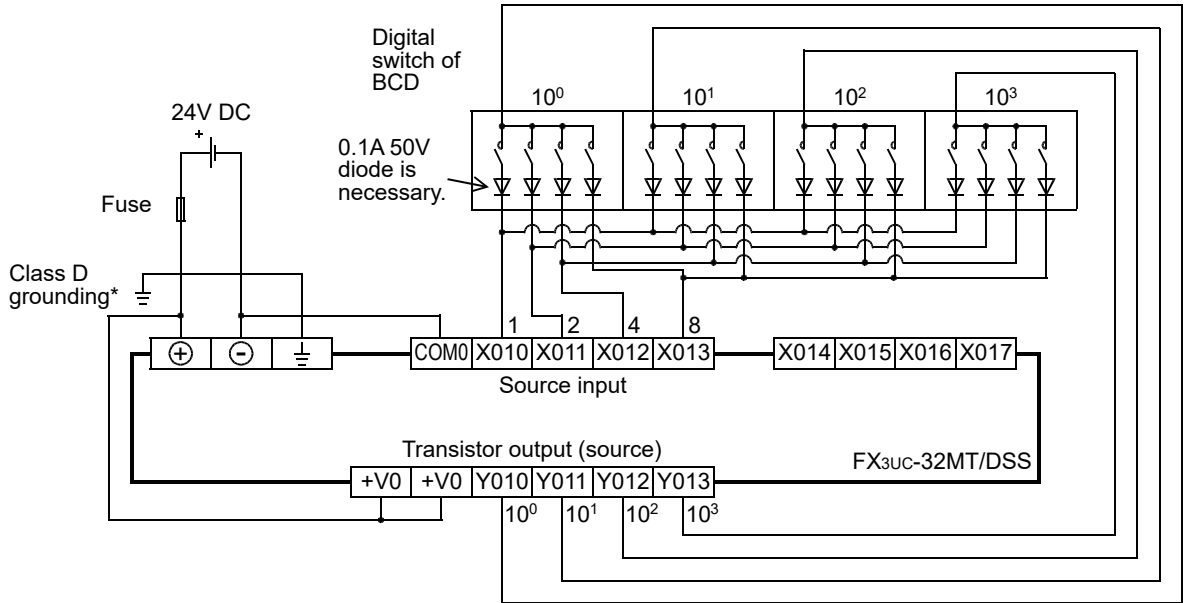 Digital
switch of
BCD
10⁰ 10¹ 10² 10³
24V DC
+
0.1A 50V
diode is
necessary.
Fuse
Class D
grounding*
1 2 4 8
+ - COM0 X010 X011 X012 X013 X014 X015 X016 X017
Source input
Transistor output (source)
FX3UC-32MT/DSS
+V0 +V0 Y010 Y011 Y012 Y013
10⁰ 10¹ 10² 10³